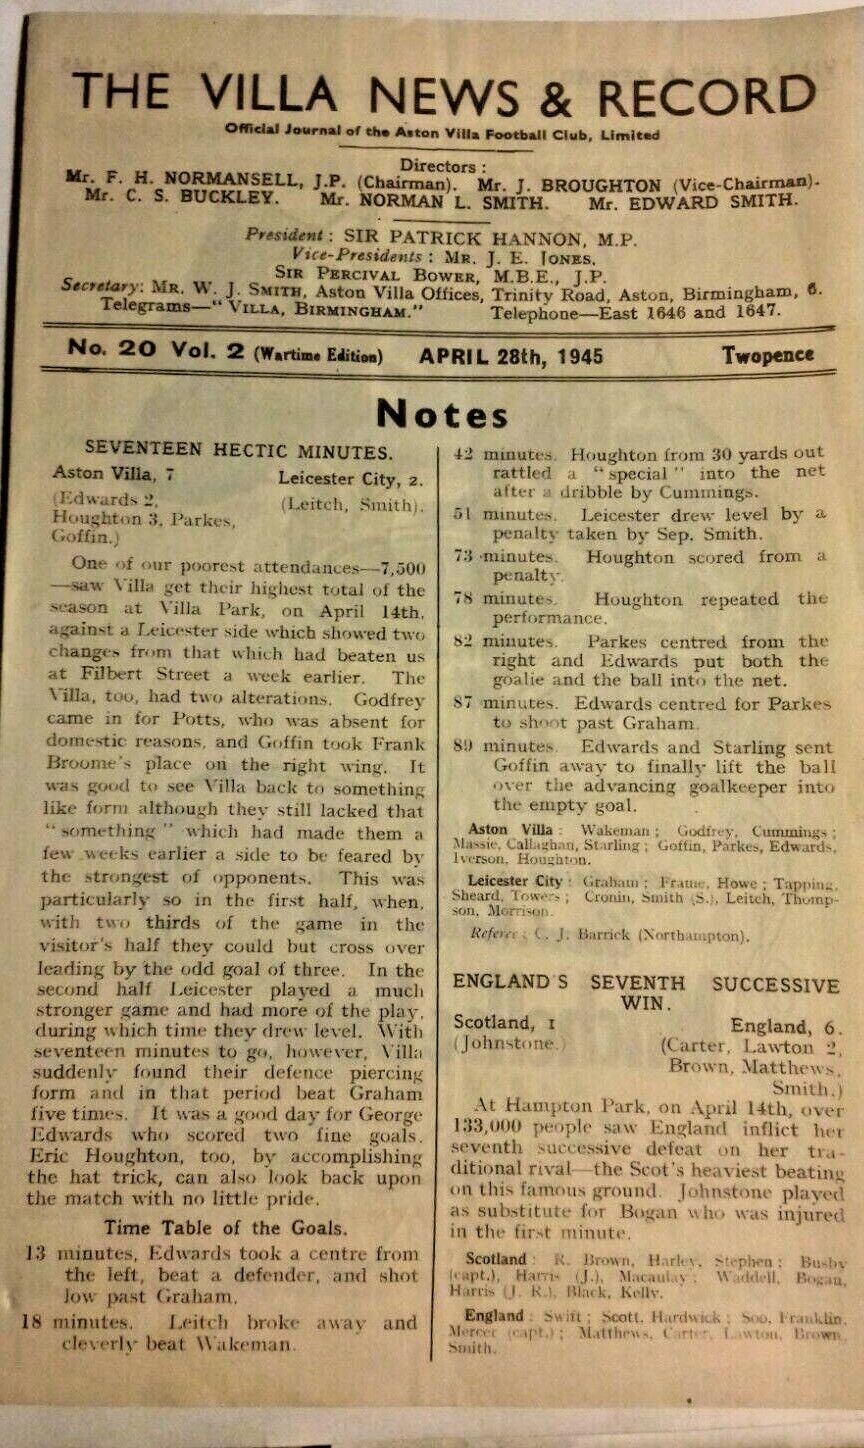 THE VILLA NEWS & RECORD
Official Journal of the Aston Villa Football Club, Limited
Directors :
Mr. F. H. NORMANSELL, J.P. (Chairman). Mr. J. BROUGHTON (Vice-Chairman).
Mr. C. S. BUCKLEY. Mr. NORMAN L. SMITH. Mr. EDWARD SMITH.
President : SIR PATRICK HANNON, M.P.
Vice-Presidents : MR. J. E. JONES.
SIR PERCIVAL BOWER, M.B.E., J.P.
Secretary: MR. W. J. SMITH, Aston Villa Offices, Trinity Road, Aston, Birmingham, 6.
Telegrams—" VILLA, BIRMINGHAM." Telephone—East 1646 and 1647.
No. 20 Vol. 2 (Wartime Edition) APRIL 28th, 1945 Twopence
Notes
SEVENTEEN HECTIC MINUTES.
Aston Villa, 7 Leicester City, 2.
(Edwards 2, (Leitch, Smith).
Houghton 3, Parkes,
Goffin.)
One of our poorest attendances—7,500
—saw Villa get their highest total of the
season at Villa Park, on April 14th,
against a Leicester side which showed two
changes from that which had beaten us
at Filbert Street a week earlier. The
Villa, too, had two alterations. Godfrey
came in for Potts, who was absent for
domestic reasons, and Goffin took Frank
Broome's place on the right wing. It
was good to see Villa back to something
like form although they still lacked that
" something " which had made them a
few weeks earlier a side to be feared by
the strongest of opponents. This was
particularly so in the first half, when,
with two thirds of the game in the
visitor's half they could but cross over
leading by the odd goal of three. In the
second half Leicester played a much
stronger game and had more of the play,
during which time they drew level. With
seventeen minutes to go, however, Villa
suddenly found their defence piercing
form and in that period beat Graham
five times. It was a good day for George
Edwards who scored two fine goals.
Eric Houghton, too, by accomplishing
the hat trick, can also look back upon
the match with no little pride.
Time Table of the Goals.
13 minutes, Edwards took a centre from
the left, beat a defender, and shot
low past Graham.
18 minutes. Leitch broke away and
cleverly beat Wakeman.
42 minutes. Houghton from 30 yards out
rattled a " special " into the net
after a dribble by Cummings.
51 minutes. Leicester drew level by a
penalty taken by Sep. Smith.
73 minutes. Houghton scored from a
penalty.
78 minutes. Houghton repeated the
performance.
82 minutes. Parkes centred from the
right and Edwards put both the
goalie and the ball into the net.
87 minutes. Edwards centred for Parkes
to shoot past Graham.
89 minutes. Edwards and Starling sent
Goffin away to finally lift the ball
over the advancing goalkeeper into
the empty goal.
Aston Villa : Wakeman ; Godfrey, Cummings ;
Massie, Callaghan, Starling ; Goffin, Parkes, Edwards,
Iverson, Houghton.
Leicester City : Graham ; Frame, Howe ; Tapping,
Sheard, Towers ; Cronin, Smith (S.), Leitch, Thomp-
son, Morrison.
Referee : C. J. Barrick (Northampton).
ENGLAND'S SEVENTH SUCCESSIVE
WIN.
Scotland, 1 England, 6.
(Johnstone.) (Carter, Lawton 2,
Brown, Matthews,
Smith.)
At Hampton Park, on April 14th, over
133,000 people saw England inflict her
seventh successive defeat on her tra-
ditional rival—the Scot's heaviest beating
on this famous ground. Johnstone played
as substitute for Bogan who was injured
in the first minute.
Scotland : R. Brown, Harley, Stephen ; Busby
(capt.), Harris (J.), Macaulay ; Waddell, Bogan,
Harris (J. R.), Black, Kelly.
England : Swift ; Scott, Hardwick ; Soo, Franklin,
Mercer (capt.) ; Matthews, Carter, Lawton, Brown,
Smith.